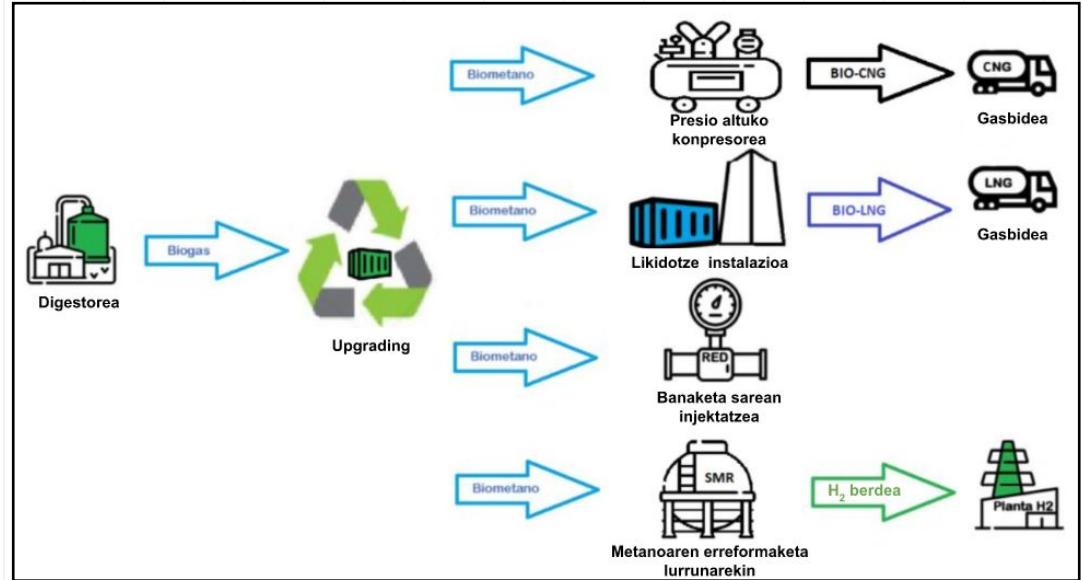 Biometano
BIO-CNG
CNG
Presio altuko
konpresorea
Gasbidea
Digestorea
Biogas
Upgrading
Biometano
BIO-LNG
LNG
Likidotze instalazioa
Gasbidea
Biometano
RED
Banaketa sarean
injektatzea
Biometano
SMR
H₂ berdea
Planta H2
Metanoaren erreformaketa
lurrunarekin